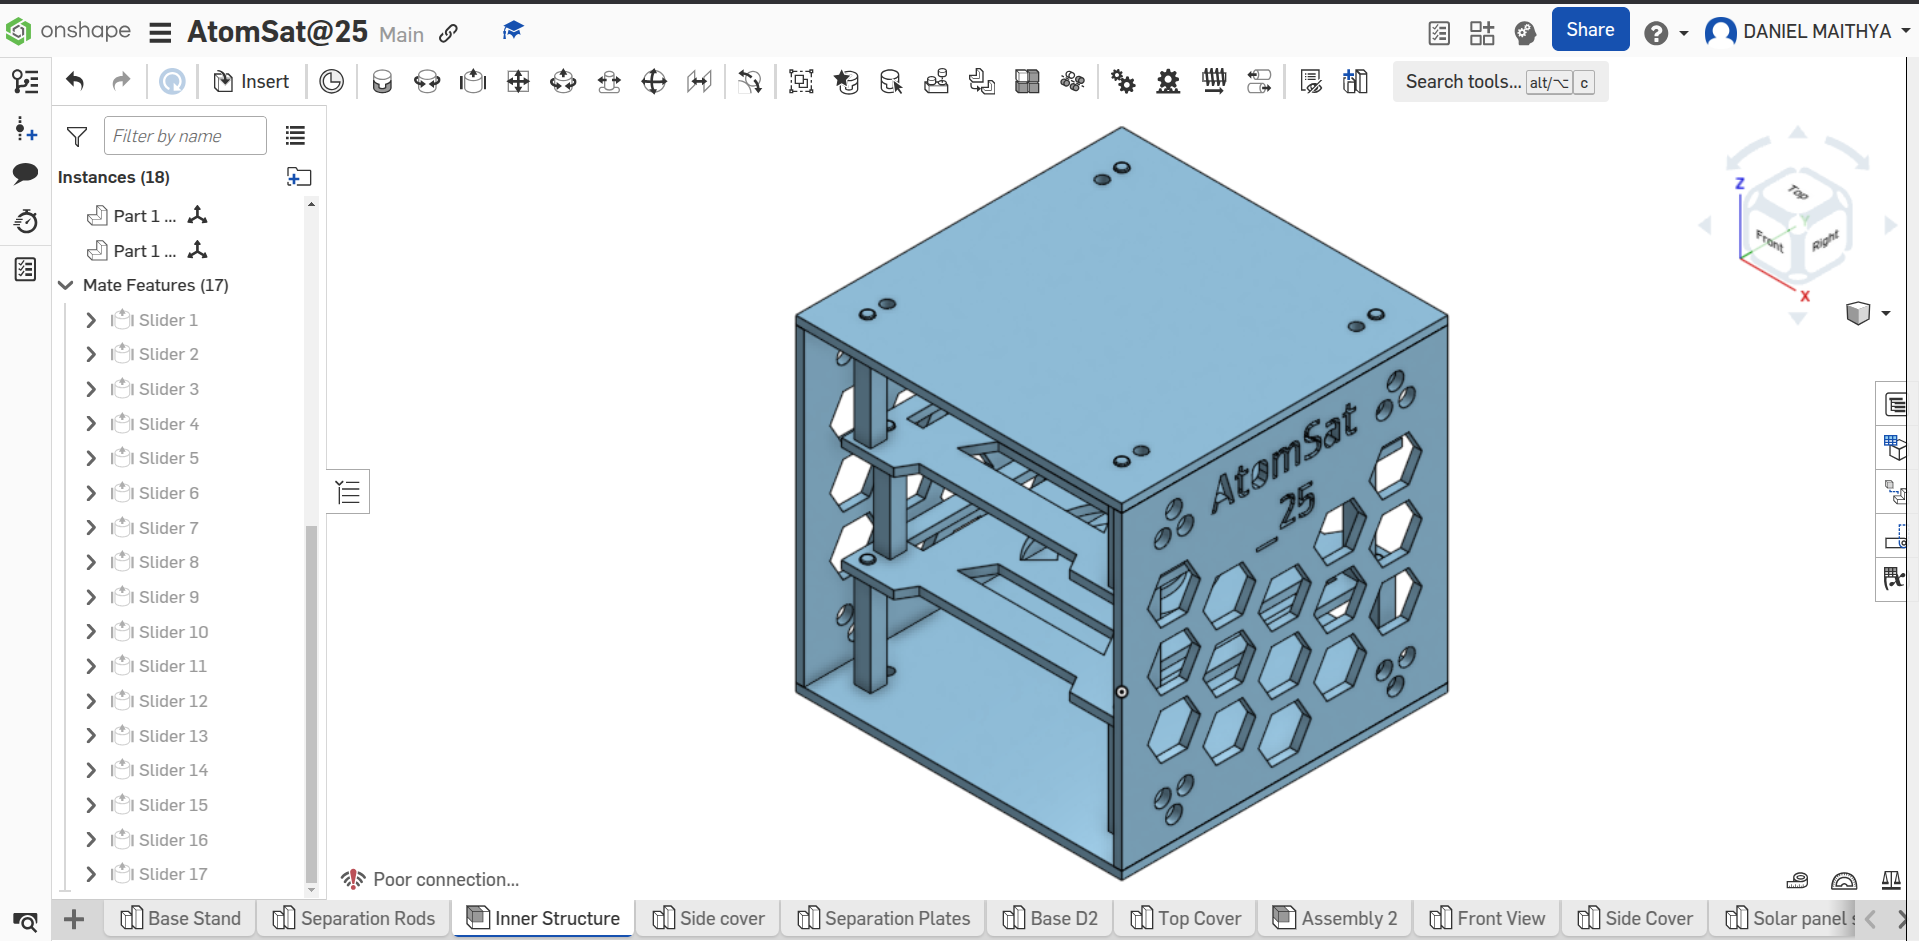 onshape
AtomSat@25 Main
Share
DANIEL MAITHYA
Insert
Search tools... alt/⌥ c
Filter by name
Instances (18)
Part 1 ...
Part 1 ...
Mate Features (17)
Slider 1
Slider 2
Slider 3
Slider 4
Slider 5
Slider 6
Slider 7
Slider 8
Slider 9
Slider 10
Slider 11
Slider 12
Slider 13
Slider 14
Slider 15
Slider 16
Slider 17
AtomSat
_25
Z
Top
Front
Right
Y
X
Poor connection...
Base Stand
Separation Rods
Inner Structure
Side cover
Separation Plates
Base D2
Top Cover
Assembly 2
Front View
Side Cover
Solar panel